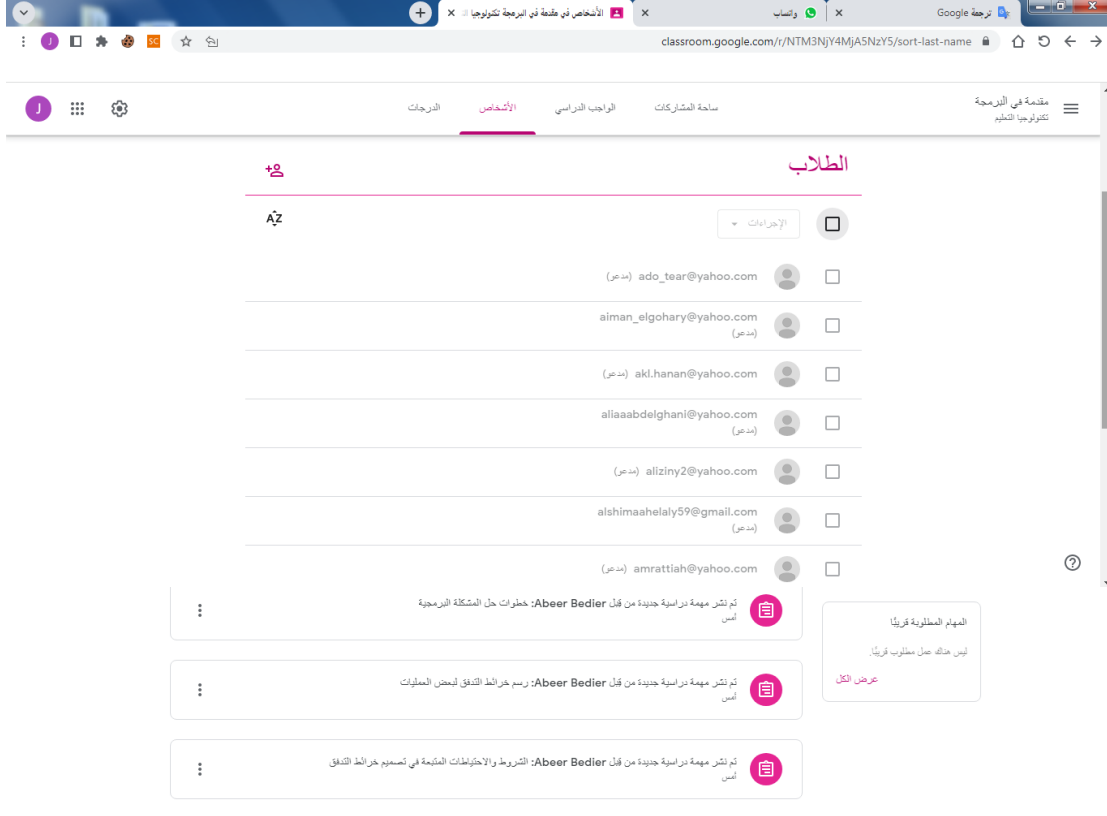 ترجمة Google
واتساب
الأشخاص في مقدمة في البرمجة تكنولوجيا
classroom.google.com/r/NTM3NjY4MjA5NzY5/sort-last-name
SC
J
مقدمة في البرمجة
تكنولوجيا التعليم
ساحة المشاركات
الواجب الدراسي
الأشخاص
الدرجات
J
الطلاب
الإجراءات
AZ
ado_tear@yahoo.com (مدعو)
aiman_elgohary@yahoo.com
(مدعو)
akl.hanan@yahoo.com (مدعو)
aliaaabdelghani@yahoo.com
(مدعو)
aliziny2@yahoo.com (مدعو)
alshimaahelaly59@gmail.com
(مدعو)
amrattiah@yahoo.com (مدعو)
المهام المطلوبة قريبًا
ليس هناك عمل مطلوب قريبًا.
عرض الكل
تم نشر مهمة دراسية جديدة من قِبل Abeer Bedier: خطوات حل المشكلة البرمجية
أمس
تم نشر مهمة دراسية جديدة من قِبل Abeer Bedier: رسم خرائط التدفق لبعض العمليات
أمس
تم نشر مهمة دراسية جديدة من قِبل Abeer Bedier: الشروط والاحتياطات المتبعة في تصميم خرائط التدفق
أمس